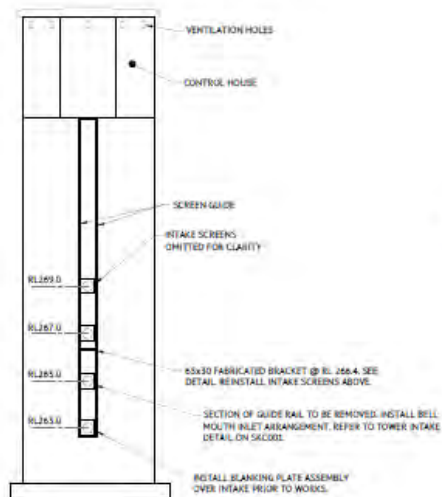 VENTILATION HOLES
CONTROL HOUSE
SCREEN GUIDE
INTAKE SCREENS
OMITTED FOR CLARITY
RL269.0
RL267.0
65x30 FABRICATED BRACKET @ RL 266.4. SEE
DETAIL. REINSTALL INTAKE SCREENS ABOVE.
RL265.0
SECTION OF GUIDE RAIL TO BE REMOVED. INSTALL BELL
MOUTH INLET ARRANGEMENT. REFER TO TOWER INTAKE
DETAIL ON SKC001
RL263.0
INSTALL BLANKING PLATE ASSEMBLY
OVER INTAKE PRIOR TO WORKS.